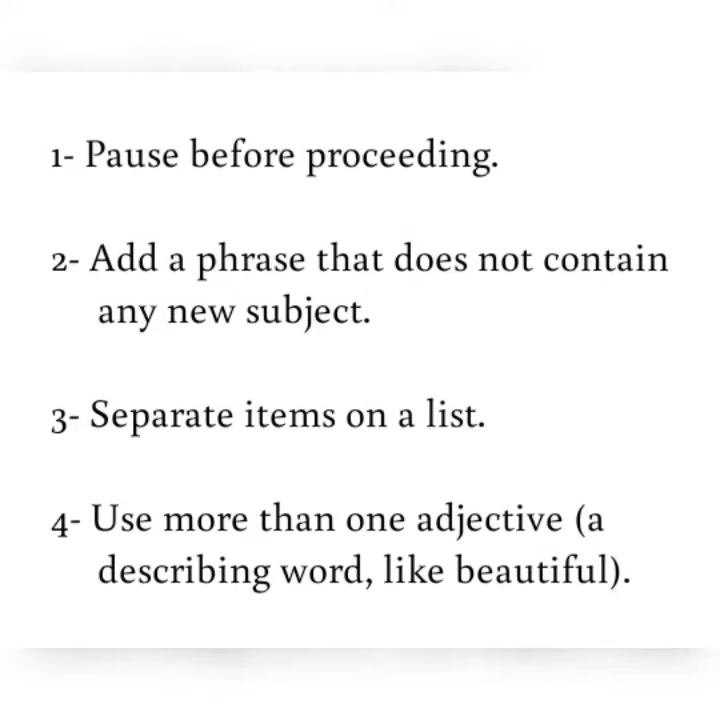 1- Pause before proceeding.
2- Add a phrase that does not contain
any new subject.
3- Separate items on a list.
4- Use more than one adjective (a
describing word, like beautiful).